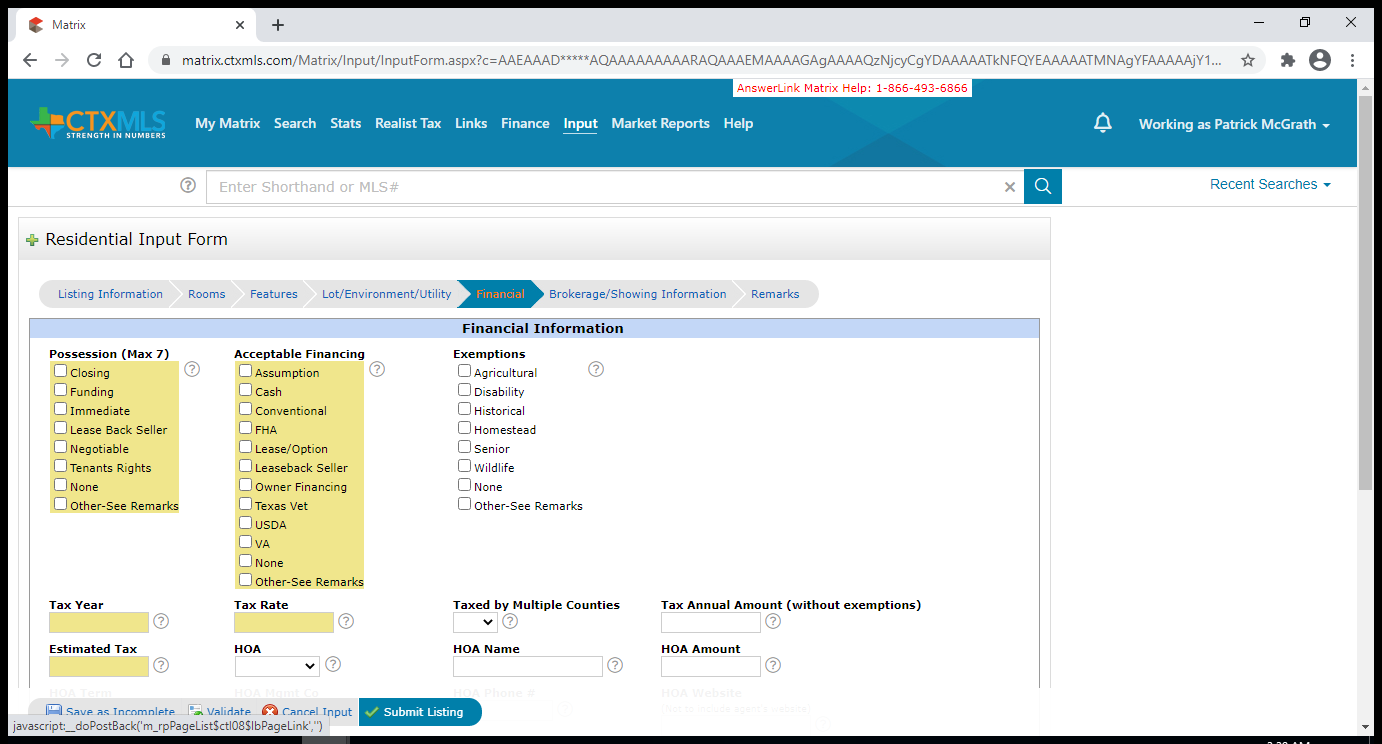 Matrix
matrix.ctxmls.com/Matrix/Input/InputForm.aspx?c=AAEAAAD*****AQAAAAAAAAARAQAAAEMAAAAGAgAAAAQzNjcyCgYDAAAAATkNFQYEAAAAATMNAgYFAAAAAjY1...
AnswerLink Matrix Help: 1-866-493-6866
CTXMLS
STRENGTH IN NUMBERS
My Matrix Search Stats Realist Tax Links Finance Input Market Reports Help
Working as Patrick McGrath
Enter Shorthand or MLS#
Recent Searches
Residential Input Form
Listing Information Rooms Features Lot/Environment/Utility Financial Brokerage/Showing Information Remarks
Financial Information
Possession (Max 7) Acceptable Financing Exemptions
Closing Assumption Agricultural
Funding Cash Disability
Immediate Conventional Historical
Lease Back Seller FHA Homestead
Negotiable Lease/Option Senior
Tenants Rights Leaseback Seller Wildlife
None Owner Financing None
Other-See Remarks Texas Vet Other-See Remarks
USDA
VA
None
Other-See Remarks
Tax Year Tax Rate Taxed by Multiple Counties Tax Annual Amount (without exemptions)
Estimated Tax HOA HOA Name HOA Amount
HOA Term HOA Mgmt Co HOA Phone # HOA Website
(Not to include agent's website)
Save as Incomplete Validate Cancel Input Submit Listing
javascript:__doPostBack('m_rpPageList$ctl08$lbPageLink','')